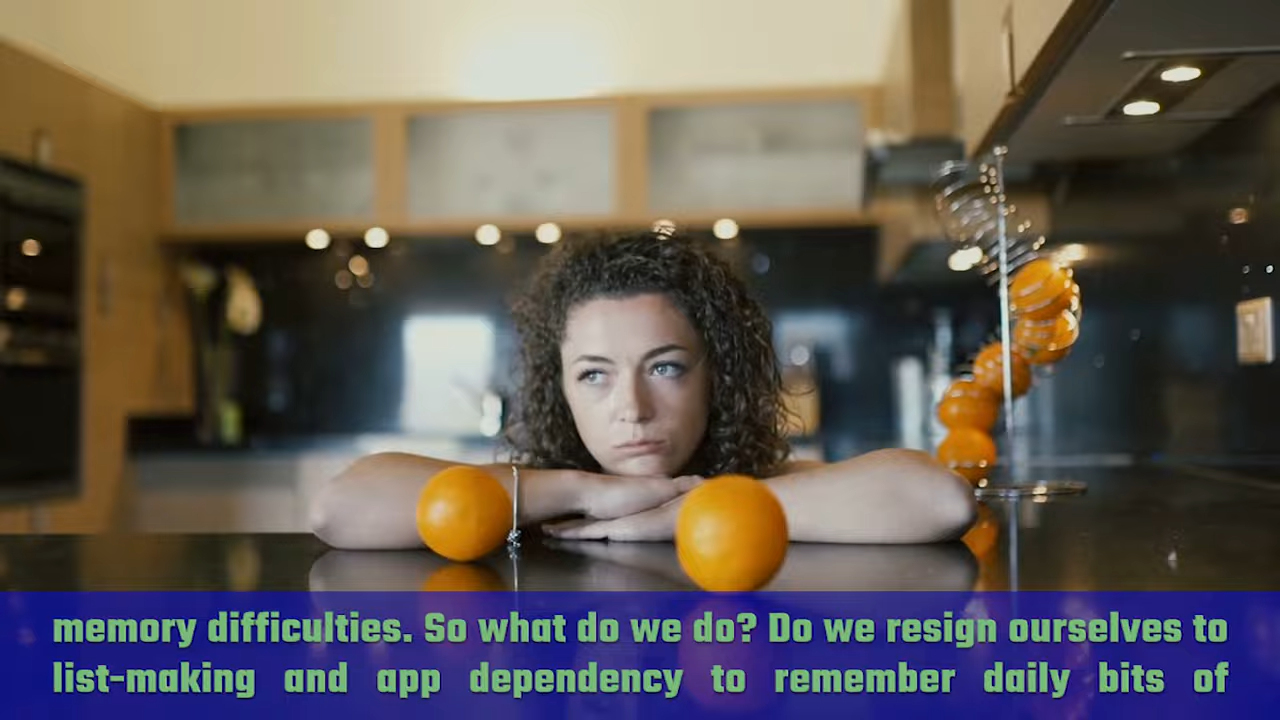 memory difficulties. So what do we do? Do we resign ourselves to
list-making and app dependency to remember daily bits of